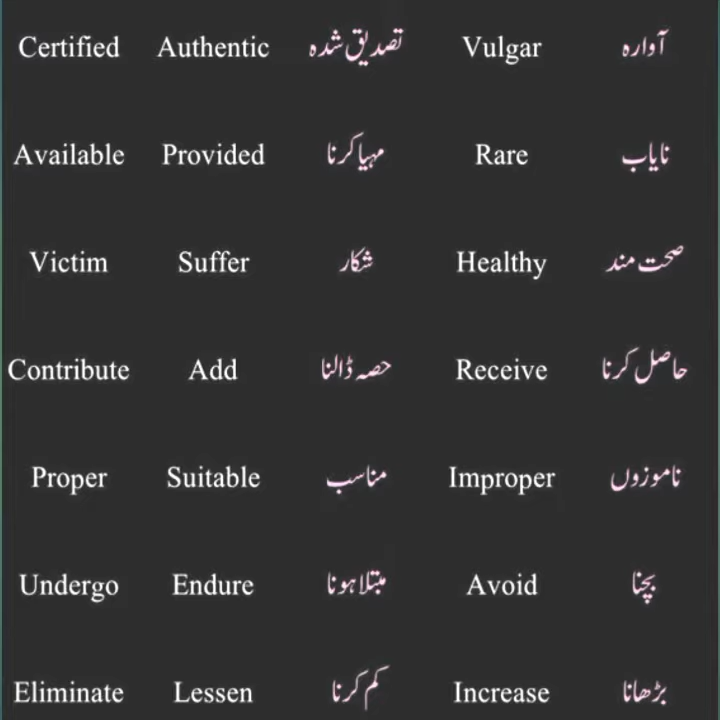 Certified Authentic تصدیق شدہ Vulgar آوارہ
Available Provided مہیا کرنا Rare نایاب
Victim Suffer شکار Healthy صحت مند
Contribute Add حصہ ڈالنا Receive حاصل کرنا
Proper Suitable مناسب Improper ناموزوں
Undergo Endure مبتلا ہونا Avoid بچنا
Eliminate Lessen کم کرنا Increase بڑھانا